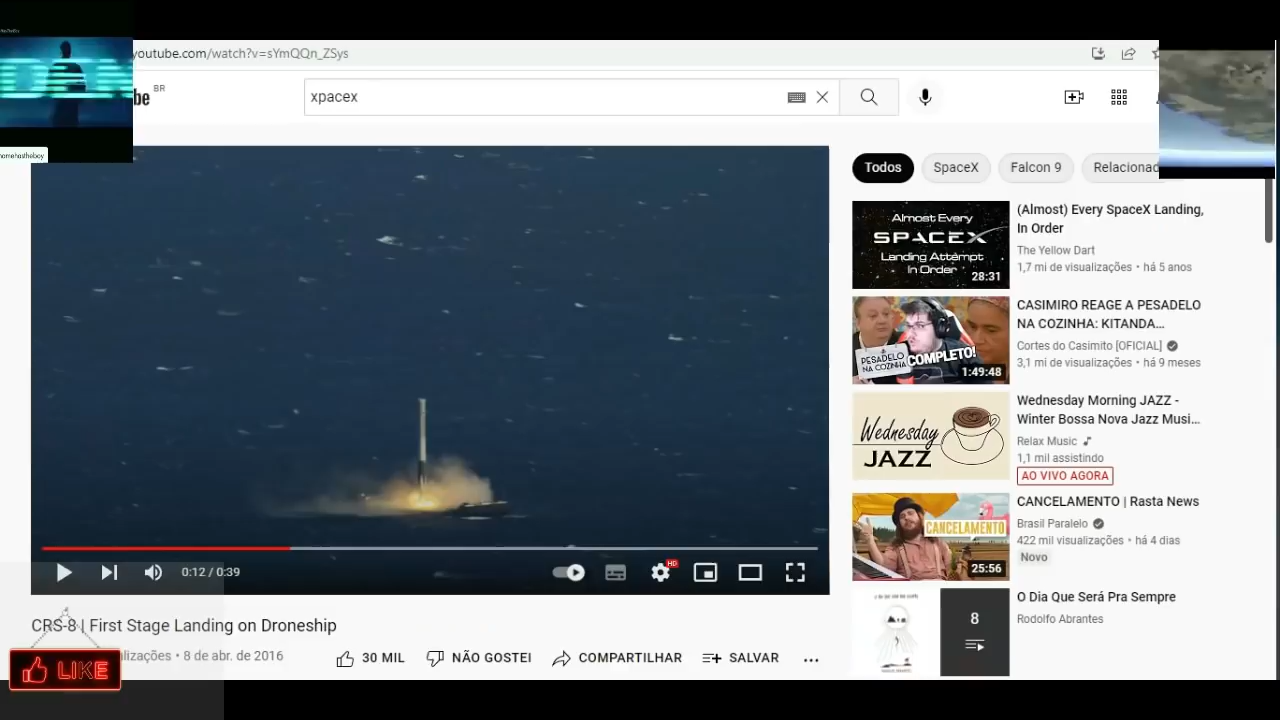 youtube.com/watch?v=sYmQQn_ZSys
be BR
xpacex
homehastheboy
Todos
SpaceX
Falcon 9
Relacionad
Almost Every
SPACEX
Landing Attempt
In Order
28:31
(Almost) Every SpaceX Landing,
In Order
The Yellow Dart
1,7 mi de visualizações • há 5 anos
PESADELO
NA COZINHA
COMPLETO!
1:49:48
CASIMIRO REAGE A PESADELO
NA COZINHA: KITANDA...
Cortes do Casimito [OFICIAL]
3,1 mi de visualizações • há 9 meses
Wednesday
JAZZ
Wednesday Morning JAZZ -
Winter Bossa Nova Jazz Musi...
Relax Music
1,1 mil assistindo
AO VIVO AGORA
CANCELAMENTO
25:56
CANCELAMENTO | Rasta News
Brasil Paralelo
422 mil visualizações • há 4 dias
Novo
8
O Dia Que Será Pra Sempre
Rodolfo Abrantes
0:12 / 0:39
HD
CRS-8 | First Stage Landing on Droneship
lizações • 8 de abr. de 2016
30 MIL
NÃO GOSTEI
COMPARTILHAR
SALVAR
LIKE